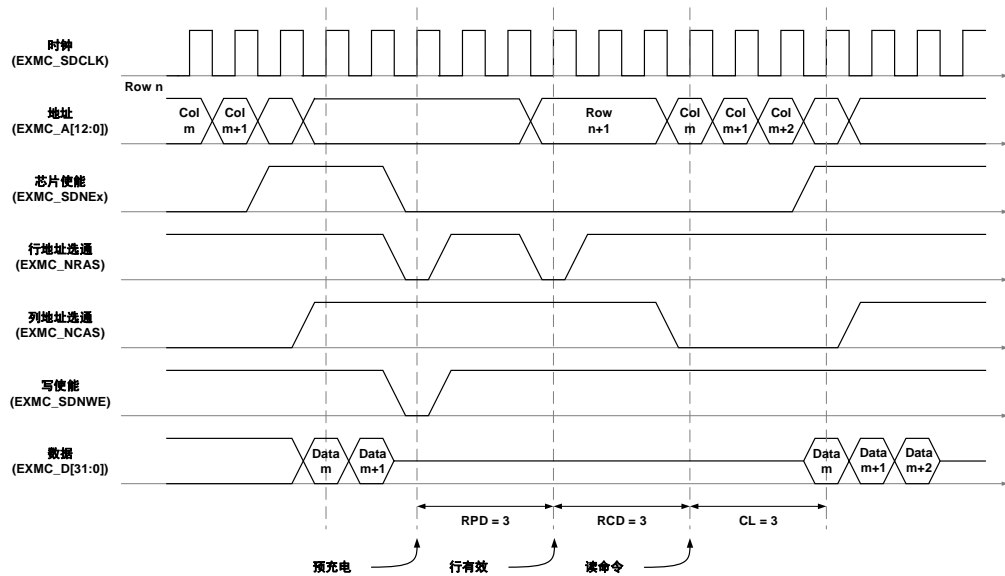 时钟
(EXMC_SDCLK)
Row n
地址
(EXMC_A[12:0])
Col
m
Col
m+1
Row
n+1
Col
m
Col
m+1
Col
m+2
芯片使能
(EXMC_SDNEx)
行地址选通
(EXMC_NRAS)
列地址选通
(EXMC_NCAS)
写使能
(EXMC_SDNWE)
数据
(EXMC_D[31:0])
Data
m
Data
m+1
Data
m
Data
m+1
Data
m+2
RPD = 3
RCD = 3
CL = 3
预充电
行有效
读命令